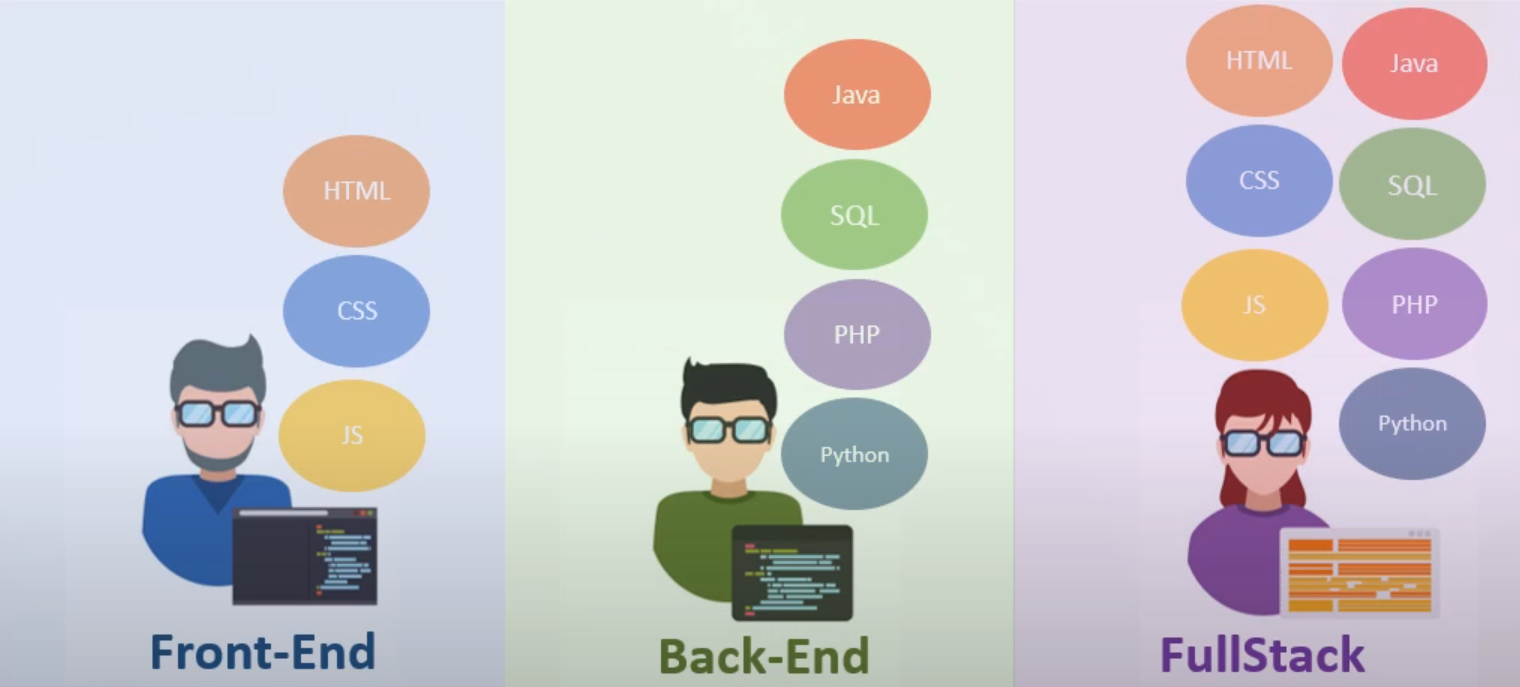 HTML
CSS
JS
Front-End
Java
SQL
PHP
Python
Back-End
HTML
Java
CSS
SQL
JS
PHP
Python
FullStack